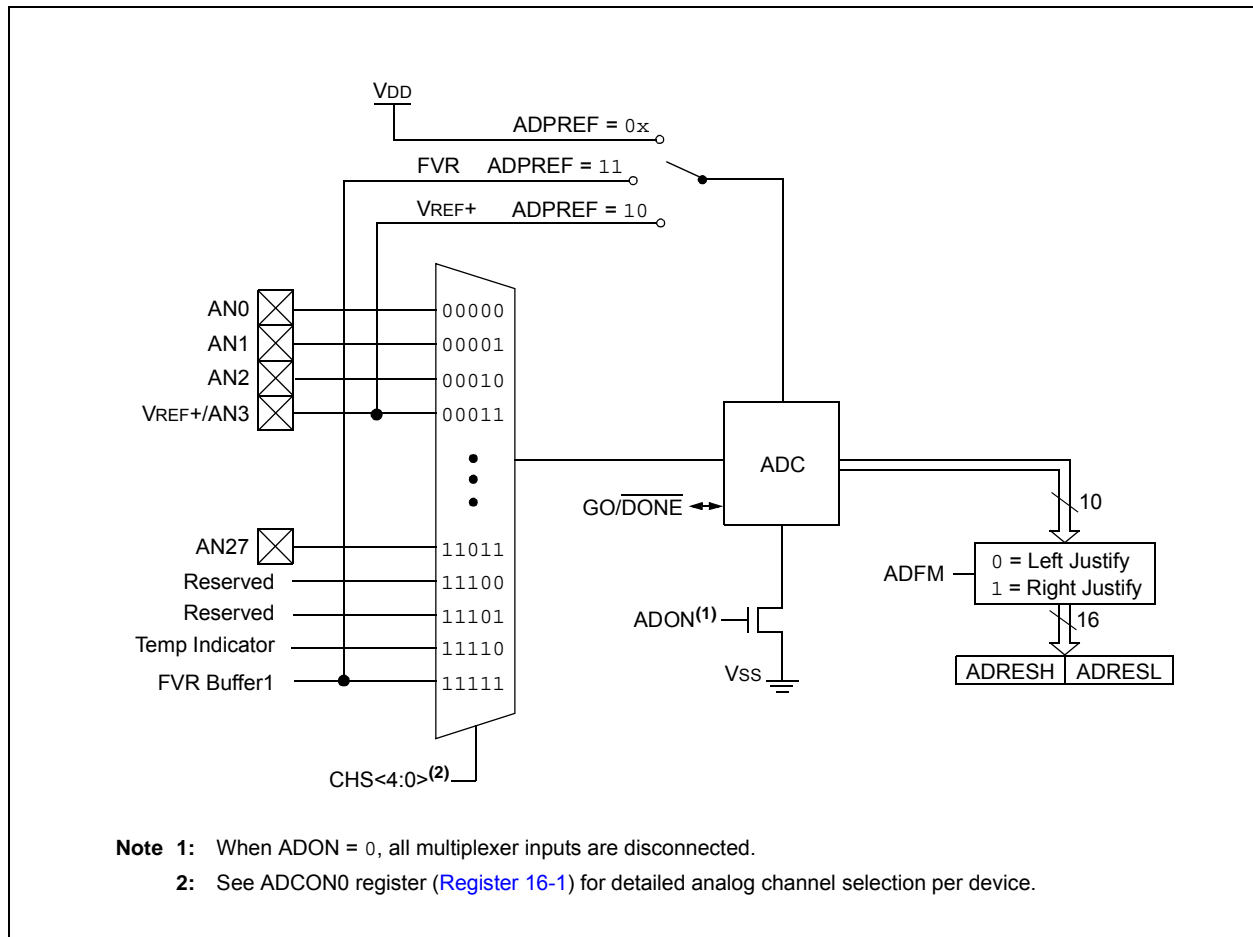 VDD
ADPREF = 0x
FVR ADPREF = 11
VREF+ ADPREF = 10
AN0 00000
AN1 00001
AN2 00010
VREF+/AN3 00011
ADC
GO/DONE
10
AN27 11011
Reserved 11100
Reserved 11101
Temp Indicator 11110
FVR Buffer1 11111
ADFM
0 = Left Justify
1 = Right Justify
16
ADON(1)
VSS
ADRESH ADRESL
CHS<4:0>(2)
Note 1: When ADON = 0, all multiplexer inputs are disconnected.
2: See ADCON0 register (Register 16-1) for detailed analog channel selection per device.